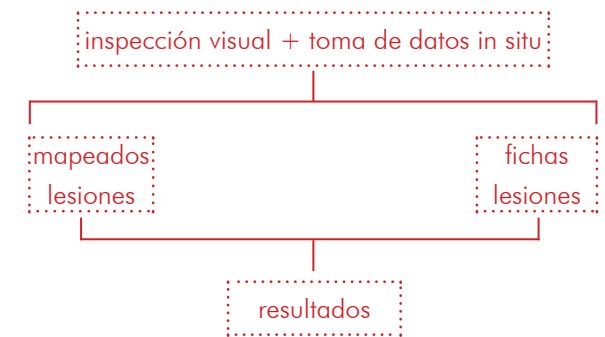 inspección visual + toma de datos in situ
mapeados
lesiones
fichas
lesiones
resultados